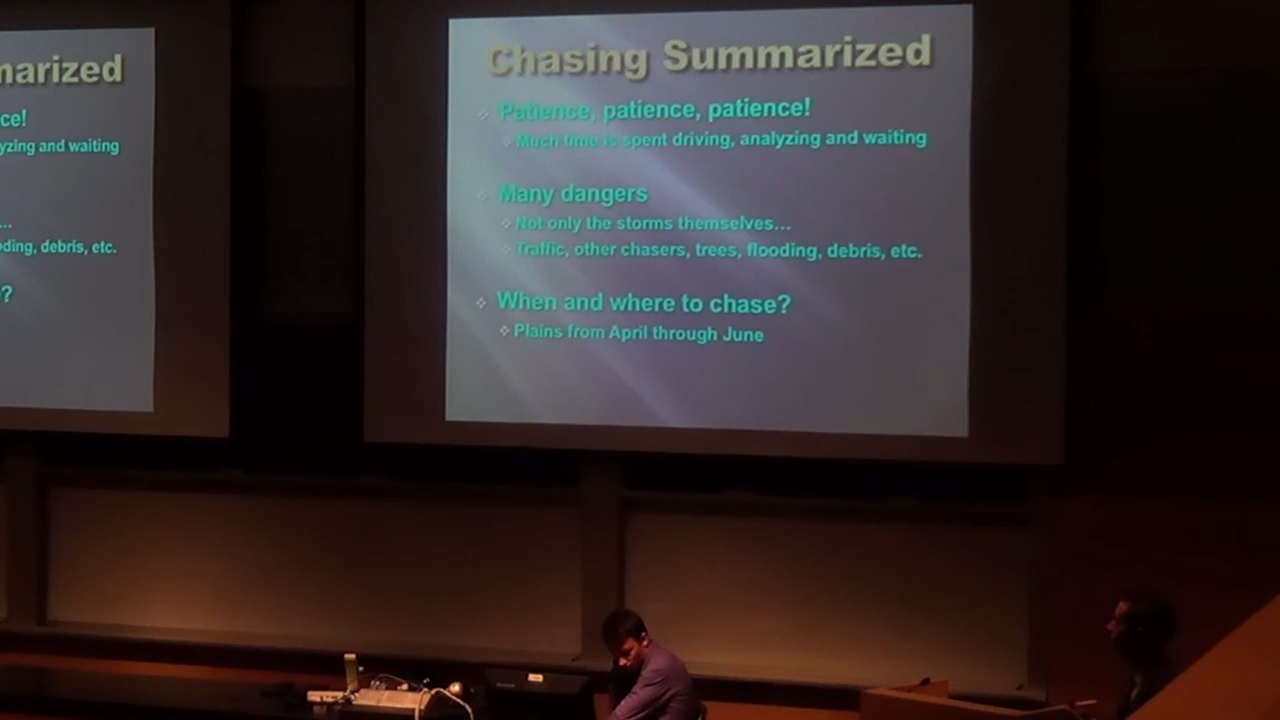 marized
ce!
yzing and waiting
...
ding, debris, etc.
?
Chasing Summarized
Patience, patience, patience!
Much time is spent driving, analyzing and waiting
Many dangers
Not only the storms themselves...
Traffic, other chasers, trees, flooding, debris, etc.
When and where to chase?
Plains from April through June